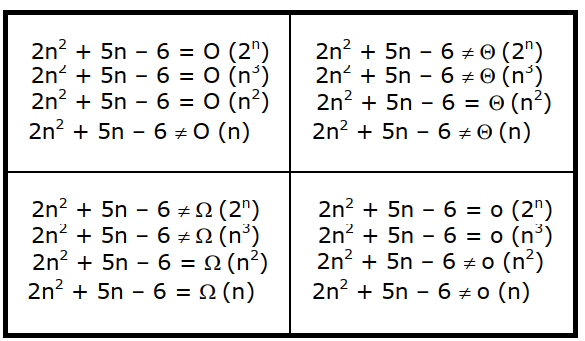 2n² + 5n – 6 = O (2ⁿ)
2n² + 5n – 6 = O (n³)
2n² + 5n – 6 = O (n²)
2n² + 5n – 6 ≠ O (n)
2n² + 5n – 6 ≠ Θ (2ⁿ)
2n² + 5n – 6 ≠ Θ (n³)
2n² + 5n – 6 = Θ (n²)
2n² + 5n – 6 ≠ Θ (n)
2n² + 5n – 6 ≠ Ω (2ⁿ)
2n² + 5n – 6 ≠ Ω (n³)
2n² + 5n – 6 = Ω (n²)
2n² + 5n – 6 = Ω (n)
2n² + 5n – 6 = o (2ⁿ)
2n² + 5n – 6 = o (n³)
2n² + 5n – 6 ≠ o (n²)
2n² + 5n – 6 ≠ o (n)